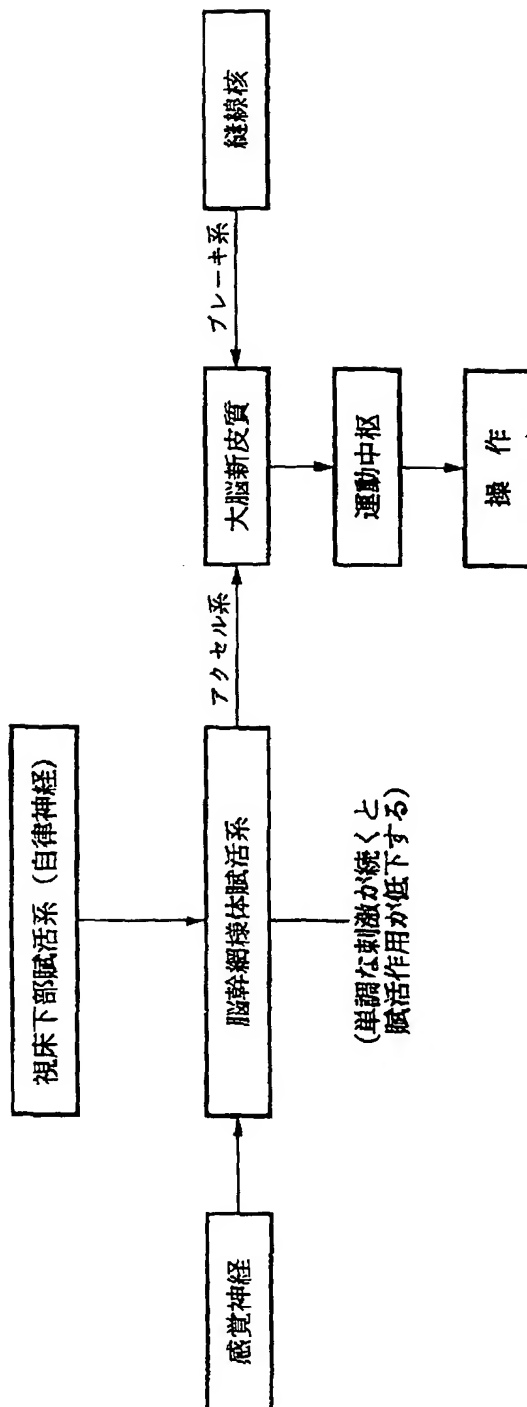 視床下部賦活系（自律神経）
感覚神経
脳幹網様体賦活系
アクセル系
大脳新皮質
ブレーキ系
縫線核
(単調な刺激が続くと
賦活作用が低下する)
運動中枢
操作